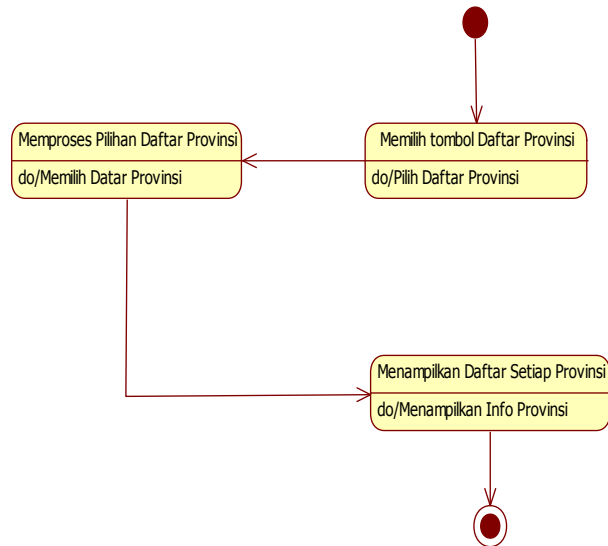 Memilih tombol Daftar Provinsi
do/Pilih Daftar Provinsi
Memproses Pilihan Daftar Provinsi
do/Memilih Datar Provinsi
Menampilkan Daftar Setiap Provinsi
do/Menampilkan Info Provinsi